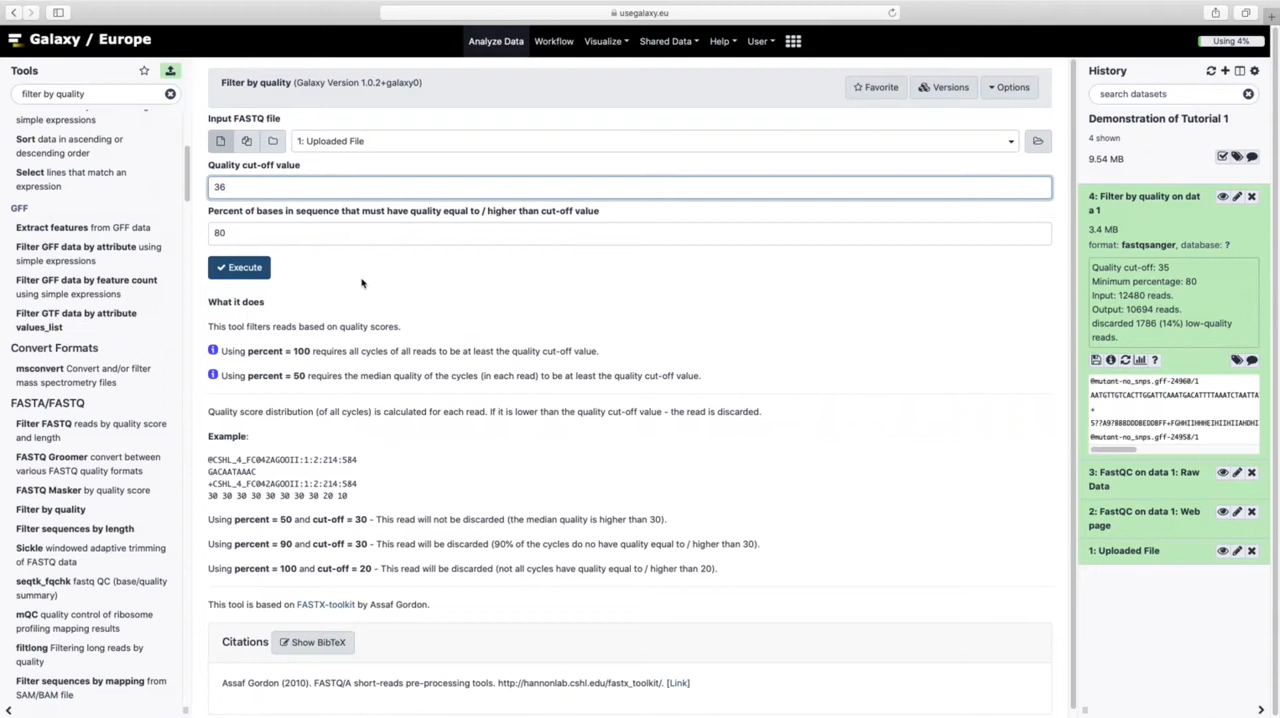 usegalaxy.eu
Galaxy / Europe
Analyze Data
Workflow
Visualize
Shared Data
Help
User
Using 4%
Tools
filter by quality
simple expressions
Sort data in ascending or
descending order
Select lines that match an
expression
GFF
Extract features from GFF data
Filter GFF data by attribute using
simple expressions
Filter GFF data by feature count
using simple expressions
Filter GTF data by attribute
values_list
Convert Formats
msconvert Convert and/or filter
mass spectrometry files
FASTA/FASTQ
Filter FASTQ reads by quality score
and length
FASTQ Groomer convert between
various FASTQ quality formats
FASTQ Masker by quality score
Filter by quality
Filter sequences by length
Sickle windowed adaptive trimming
of FASTQ data
seqtk_fqchk fastq QC (base/quality
summary)
mQC quality control of ribosome
profiling mapping results
filtlong Filtering long reads by
quality
Filter sequences by mapping from
SAM/BAM file
Filter by quality (Galaxy Version 1.0.2+galaxy0)
Favorite
Versions
Options
Input FASTQ file
1: Uploaded File
Quality cut-off value
36
Percent of bases in sequence that must have quality equal to / higher than cut-off value
80
Execute
What it does
This tool filters reads based on quality scores.
Using percent = 100 requires all cycles of all reads to be at least the quality cut-off value.
Using percent = 50 requires the median quality of the cycles (in each read) to be at least the quality cut-off value.
Quality score distribution (of all cycles) is calculated for each read. If it is lower than the quality cut-off value - the read is discarded.
Example:
@CSHL_4_FC042AGOOII:1:2:214:584
GACAATAAAC
+CSHL_4_FC042AGOOII:1:2:214:584
30 30 30 30 30 30 30 30 20 10
Using percent = 50 and cut-off = 30 - This read will not be discarded (the median quality is higher than 30).
Using percent = 90 and cut-off = 30 - This read will be discarded (90% of the cycles do no have quality equal to / higher than 30).
Using percent = 100 and cut-off = 20 - This read will be discarded (not all cycles have quality equal to / higher than 20).
This tool is based on FASTX-toolkit by Assaf Gordon.
Citations
Show BibTeX
Assaf Gordon (2010). FASTQ/A short-reads pre-processing tools. http://hannonlab.cshl.edu/fastx_toolkit/. [Link]
History
search datasets
Demonstration of Tutorial 1
4 shown
9.54 MB
4: Filter by quality on dat
a 1
3.4 MB
format: fastqsanger, database: ?
Quality cut-off: 35
Minimum percentage: 80
Input: 12480 reads.
Output: 10694 reads.
discarded 1786 (14%) low-quality
reads.
@mutant-no_snps.gff-24960/1
AATGTTGTCACTTGGATTCAAATGACATTTTAAATCTAATTA
+
5??A9?BBBDDDBEDDBFF+FGHHIIHHHEIHIIHIIAHDHI
@mutant-no_snps.gff-24958/1
3: FastQC on data 1: Raw
Data
2: FastQC on data 1: Web
page
1: Uploaded File